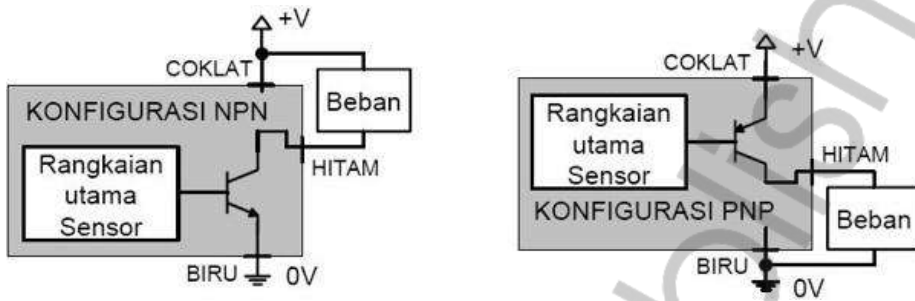 +V
COKLAT
KONFIGURASI NPN
Beban
Rangkaian
utama
Sensor
HITAM
BIRU
0V
+V
COKLAT
Rangkaian
utama
Sensor
HITAM
KONFIGURASI PNP
Beban
BIRU
0V